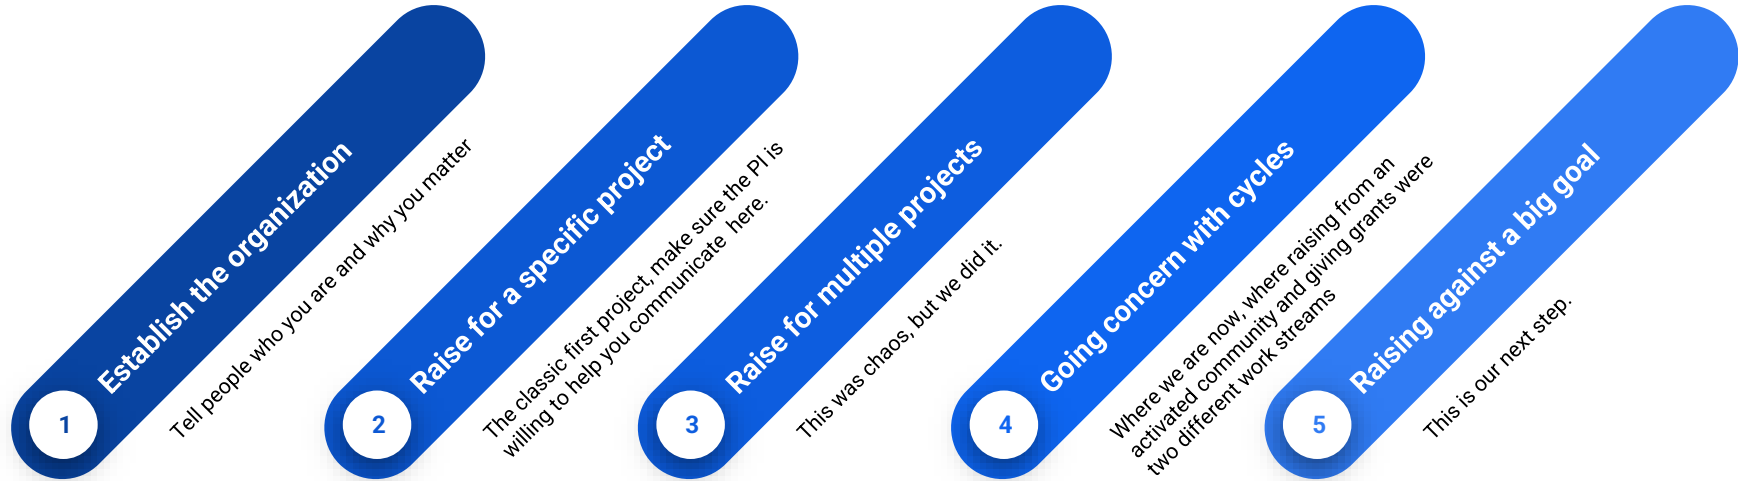 1
Establish the organization
Tell people who you are and why you matter
2
Raise for a specific project
The classic first project, make sure the PI is
willing to help you communicate here.
3
Raise for multiple projects
This was chaos, but we did it.
4
Going concern with cycles
Where we are now, where raising from an
activated community and giving grants were
two different work streams
5
Raising against a big goal
This is our next step.